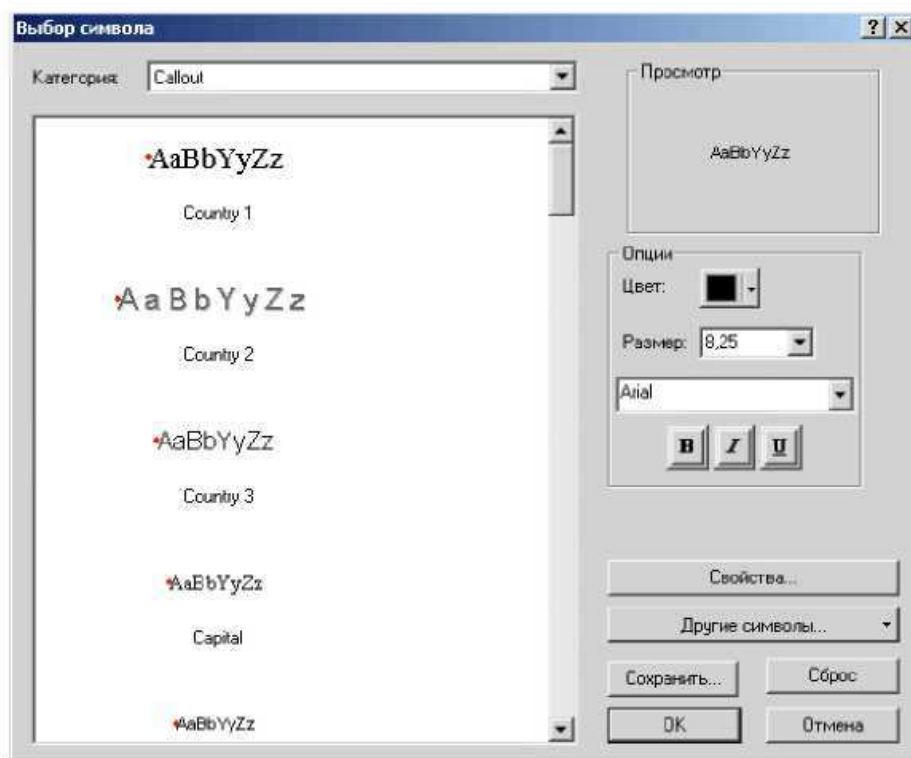 Выбор символа
Категория:
Callout
AaBbYyZz
Country 1
AaBbYyZz
Country 2
AaBbYyZz
Country 3
AaBbYyZz
Capital
AaBbYyZz
Просмотр
AaBbYyZz
Опции
Цвет:
Размер: 8,25
Arial
B I U
Свойства...
Другие символы...
Сохранить... Сброс
OK Отмена